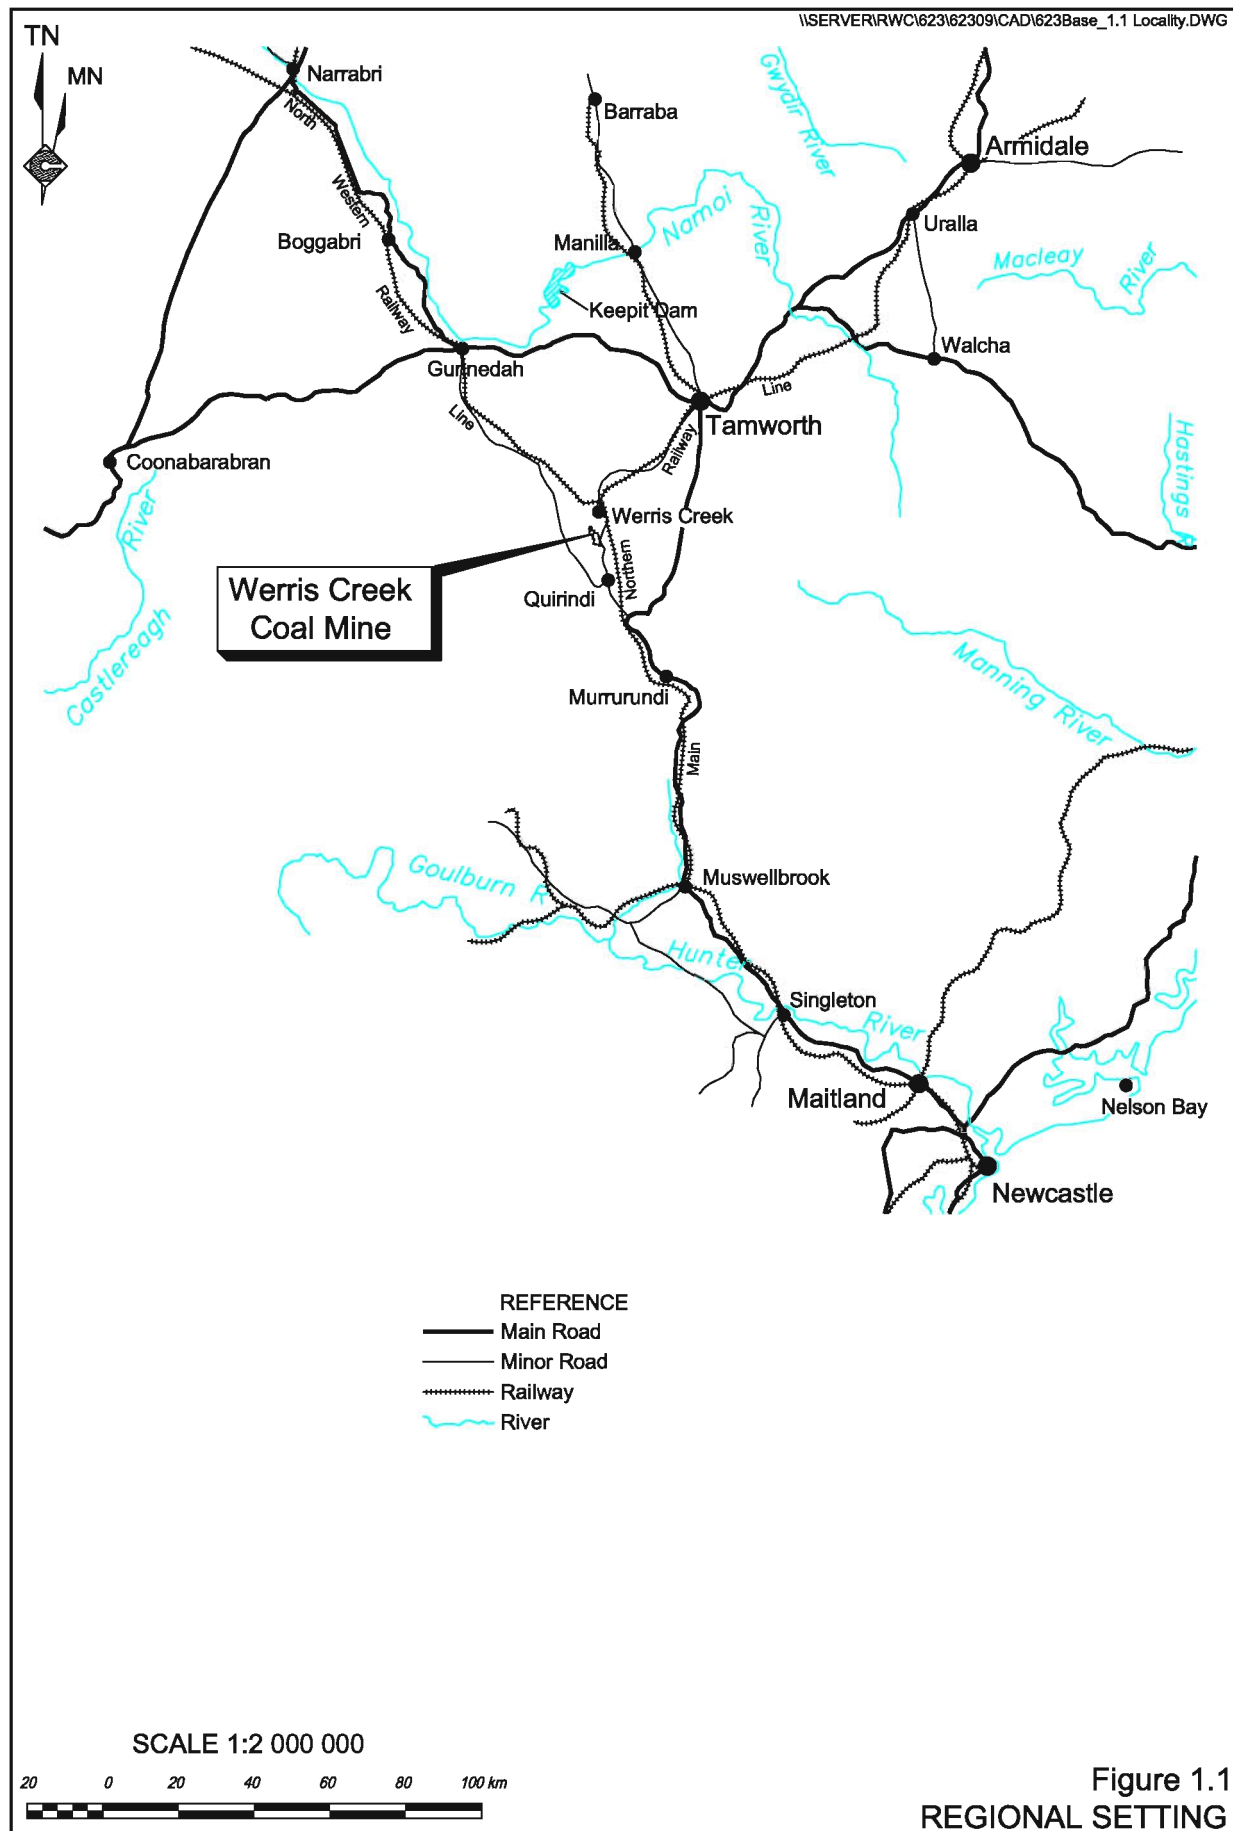 \\SERVER\RWC\623\62309\CAD\623Base_1.1 Locality.DWG
TN
MN
Narrabri
North
Barraba
Gwydir River
Armidale
Western
Boggabri
Manilla
Namoi
River
Uralla
Macleay
River
Railway
Keepit Dam
Gunnedah
Walcha
Line
Line
Tamworth
Railway
Coonabarabran
Hastings R
River
Castlereagh
Werris Creek
Northern
Quirindi
Werris Creek
Coal Mine
Manning River
Murrurundi
Main
Goulburn R
Muswellbrook
Hunter
River
Singleton
Maitland
Nelson Bay
Newcastle
REFERENCE
Main Road
Minor Road
Railway
River
SCALE 1:2 000 000
20 0 20 40 60 80 100 km
Figure 1.1
REGIONAL SETTING